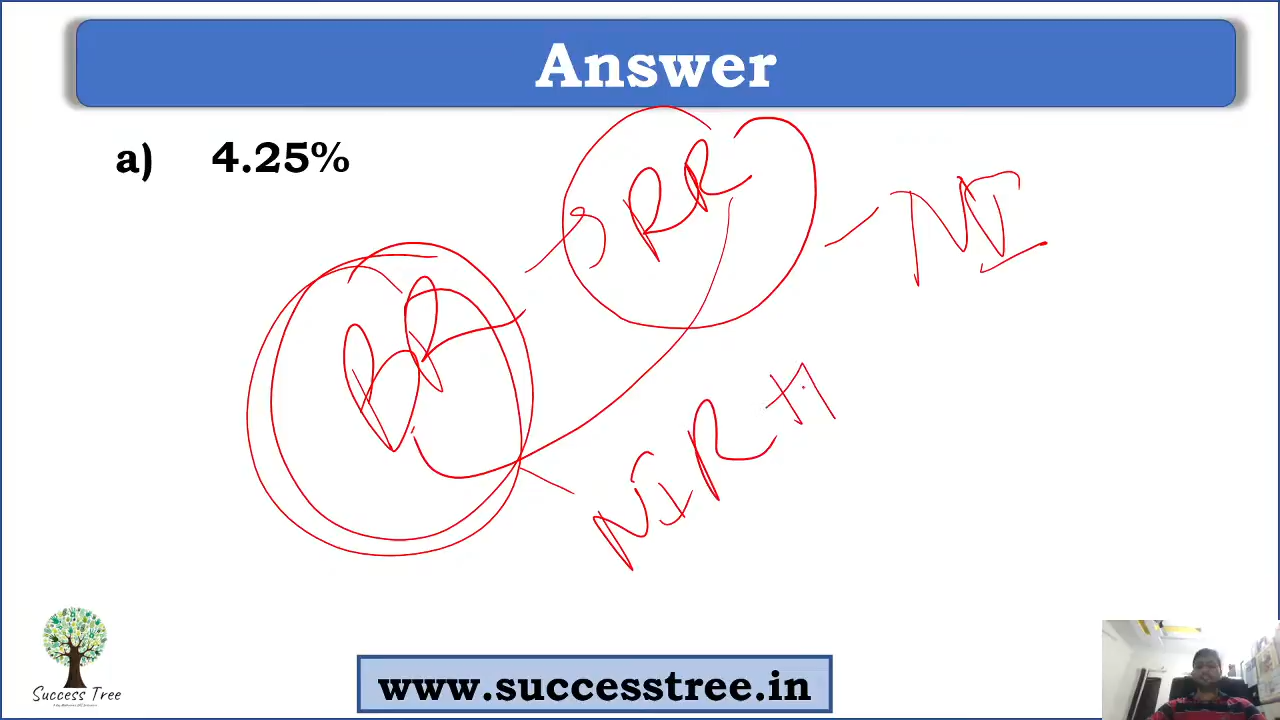 Answer
a) 4.25%
SRR
NI
BR
NIRH
Success Tree
www.successtree.in